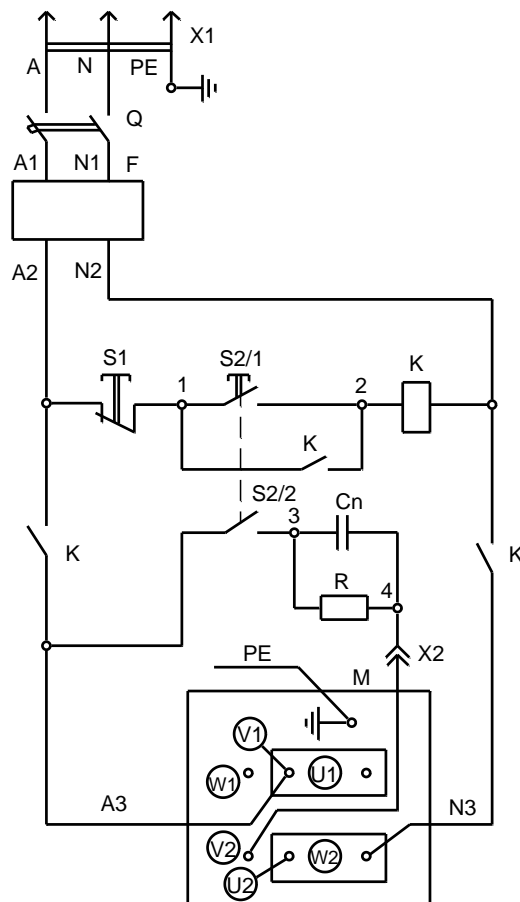 X1
A N PE
Q
A1 N1 F
A2 N2
S1 S2/1 K
1 2
K
S2/2 Cn
3
K K
R 4
X2
PE M
V1
W1 U1
A3 N3
V2 W2
U2